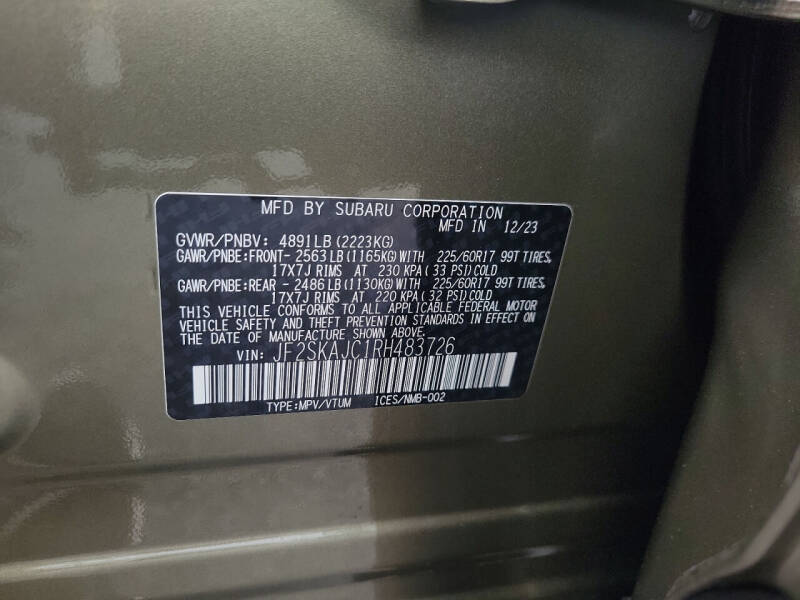 MFD BY SUBARU CORPORATION
MFD IN 12/23
GVWR/PNBV: 4891LB(2223KG)
GAWR/PNBE:FRONT- 2563LB(1165KG)WITH 225/60R17 99T TIRES,
17X7J RIMS AT 230 KPA(33 PSI)COLD
GAWR/PNBE:REAR - 2486LB(1130KG)WITH 225/60R17 99T TIRES,
17X7J RIMS AT 220 KPA(32 PSI)COLD
THIS VEHICLE CONFORMS TO ALL APPLICABLE FEDERAL MOTOR
VEHICLE SAFETY AND THEFT PREVENTION STANDARDS IN EFFECT ON
THE DATE OF MANUFACTURE SHOWN ABOVE.
VIN: JF2SKAJC1RH483726
TYPE:MPV/VTUM ICES/NMB-002